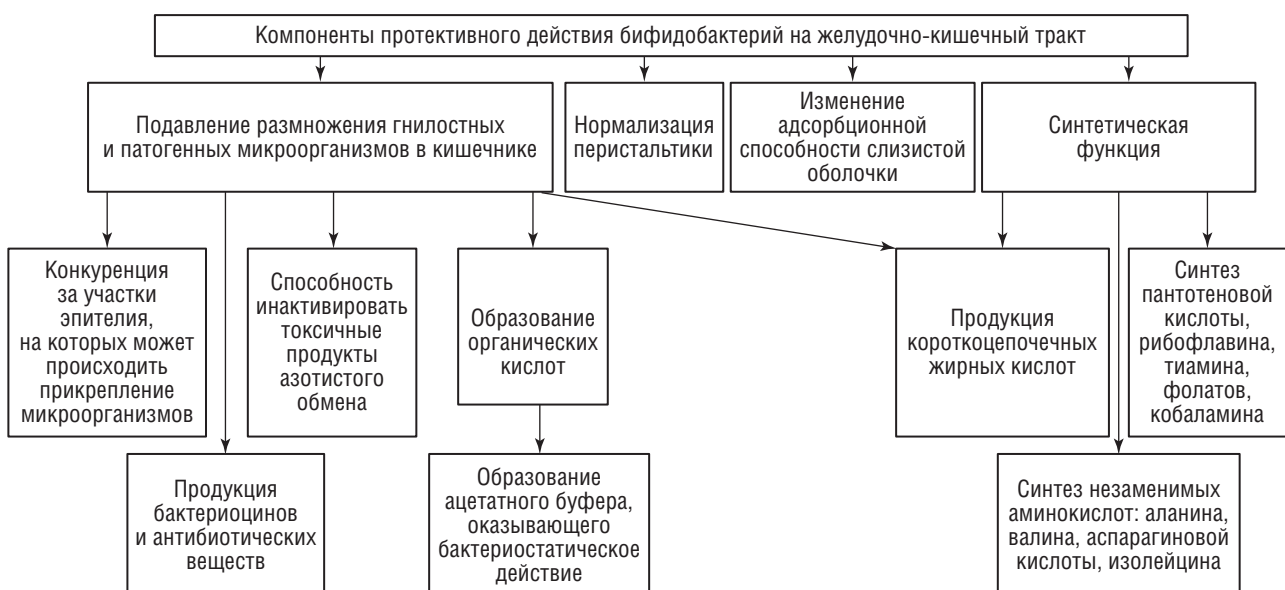 Компоненты протективного действия бифидобактерий на желудочно-кишечный тракт
Подавление размножения гнилостных
и патогенных микроорганизмов в кишечнике
Нормализация
перистальтики
Изменение
адсорбционной
способности слизистой
оболочки
Синтетическая
функция
Конкуренция
за участки
эпителия,
на которых может
происходить
прикрепление
микроорганизмов
Способность
инактивировать
токсичные
продукты
азотистого
обмена
Образование
органических
кислот
Продукция
короткоцепочечных
жирных кислот
Синтез
пантотеновой
кислоты,
рибофлавина,
тиамина,
фолатов,
кобаламина
Продукция
бактериоцинов
и антибиотических
веществ
Образование
ацетатного буфера,
оказывающего
бактериостатическое
действие
Синтез незаменимых
аминокислот: аланина,
валина, аспарагиновой
кислоты, изолейцина